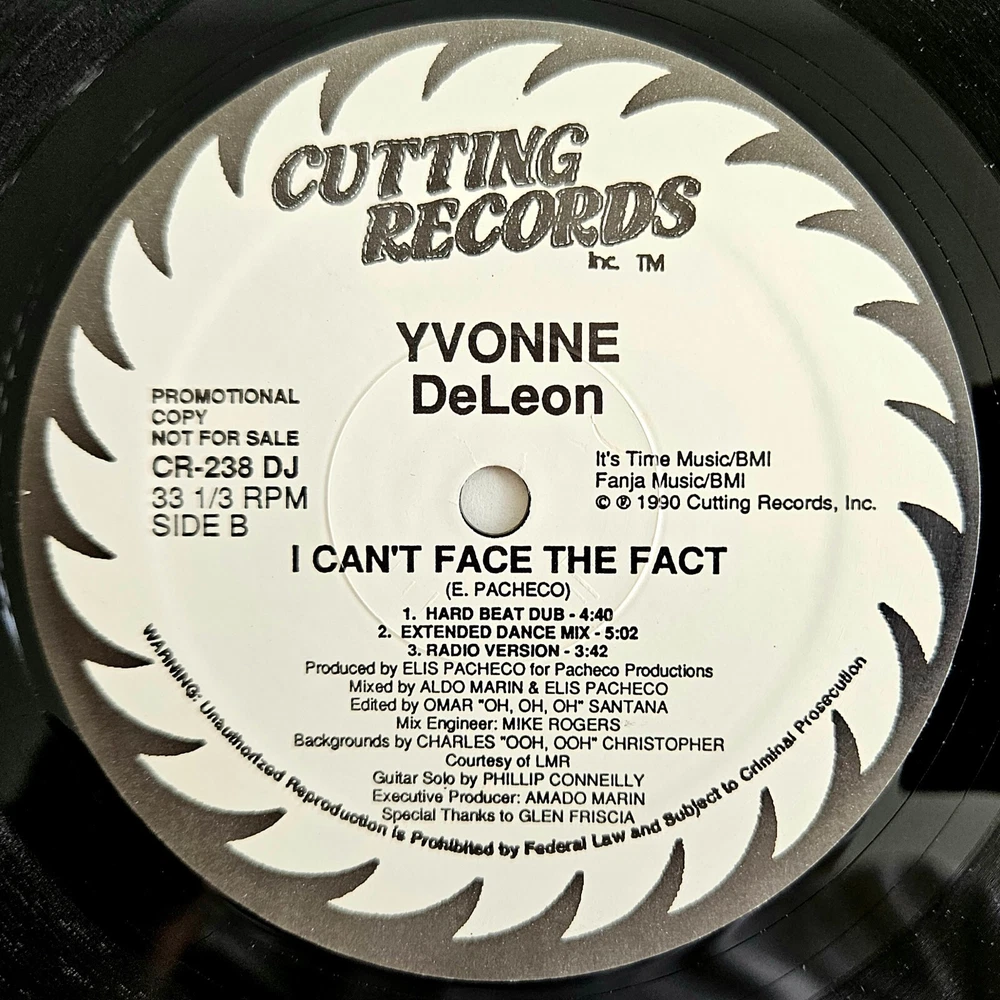 CUTTING
RECORDS
Inc. TM
YVONNE
DeLeon
PROMOTIONAL
COPY
NOT FOR SALE
CR-238 DJ
33 1/3 RPM
SIDE B
It's Time Music/BMI
Fanja Music/BMI
© ℗ 1990 Cutting Records, Inc.
I CAN'T FACE THE FACT
(E. PACHECO)
1. HARD BEAT DUB - 4:40
2. EXTENDED DANCE MIX - 5:02
3. RADIO VERSION - 3:42
Produced by ELIS PACHECO for Pacheco Productions
Mixed by ALDO MARIN & ELIS PACHECO
Edited by OMAR "OH, OH, OH" SANTANA
Mix Engineer: MIKE ROGERS
Backgrounds by CHARLES "OOH, OOH" CHRISTOPHER
Courtesy of LMR
Guitar Solo by PHILLIP CONNEILLY
Executive Producer: AMADO MARIN
Special Thanks to GLEN FRISCIA
WARNING: Unauthorized Reproduction is Prohibited by Federal Law and Subject to Criminal Prosecution